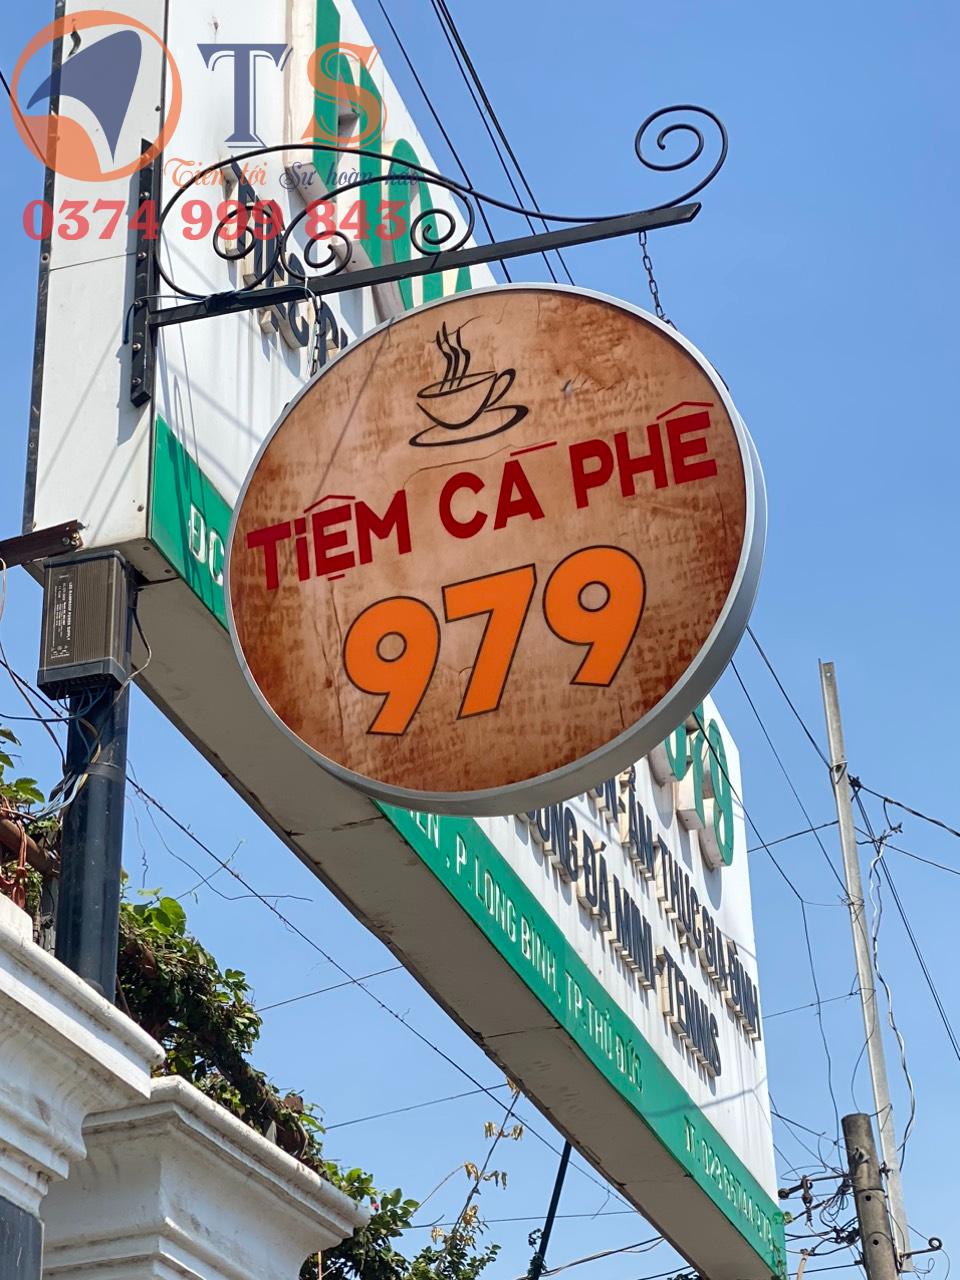 TS
Tiến tới Sự hoàn hảo
0374 999 843
TIỆM CÀ PHÊ
979
ẨM THỰC GIA ĐÌNH
BÓNG ĐÁ MINI - TENNIS
, P. LONG BÌNH, TP. THỦ ĐỨC